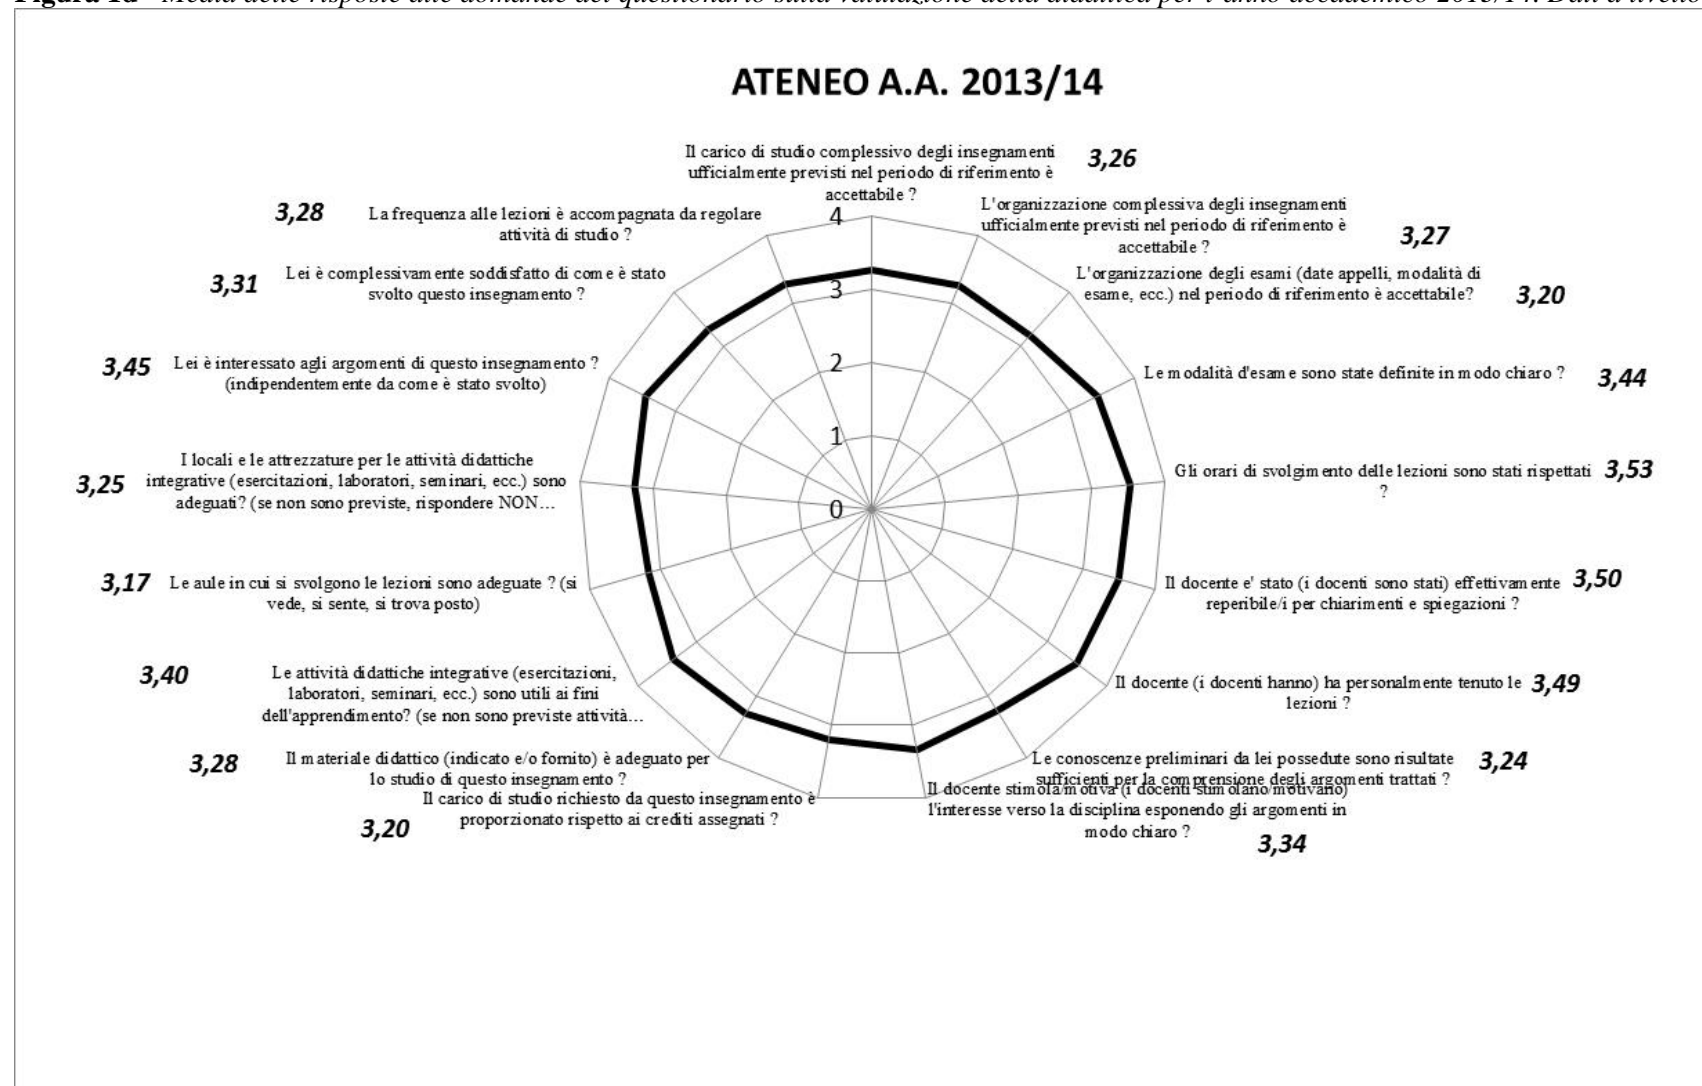 ATENEO A.A. 2013/14
Il carico di studio complessivo degli insegnamenti
ufficialmente previsti nel periodo di riferimento è
accettabile ?
3,26
L'organizzazione complessiva degli insegnamenti
ufficialmente previsti nel periodo di riferimento è
accettabile ?
3,27
L'organizzazione degli esami (date appelli, modalità di
esame, ecc.) nel periodo di riferimento è accettabile?
3,20
Le modalità d'esame sono state definite in modo chiaro ?
3,44
Gli orari di svolgimento delle lezioni sono stati rispettati
?
3,53
Il docente e' stato (i docenti sono stati) effettivamente
reperibile/i per chiarimenti e spiegazioni ?
3,50
Il docente (i docenti hanno) ha personalmente tenuto le
lezioni ?
3,49
Le conoscenze preliminari da lei possedute sono risultate
sufficienti per la comprensione degli argomenti trattati ?
3,24
Il docente stimola/motiva (i docenti stimolano/motivano)
l'interesse verso la disciplina esponendo gli argomenti in
modo chiaro ?
3,34
Il carico di studio richiesto da questo insegnamento è
proporzionato rispetto ai crediti assegnati ?
3,20
Il materiale didattico (indicato e/o fornito) è adeguato per
lo studio di questo insegnamento ?
3,28
Le attività didattiche integrative (esercitazioni,
laboratori, seminari, ecc.) sono utili ai fini
dell'apprendimento? (se non sono previste attività…
3,40
Le aule in cui si svolgono le lezioni sono adeguate ? (si
vede, si sente, si trova posto)
3,17
I locali e le attrezzature per le attività didattiche
integrative (esercitazioni, laboratori, seminari, ecc.) sono
adeguati? (se non sono previste, rispondere NON…
3,25
Lei è interessato agli argomenti di questo insegnamento ?
(indipendentemente da come è stato svolto)
3,45
Lei è complessivamente soddisfatto di come è stato
svolto questo insegnamento ?
3,31
La frequenza alle lezioni è accompagnata da regolare
attività di studio ?
3,28
4
3
2
1
0